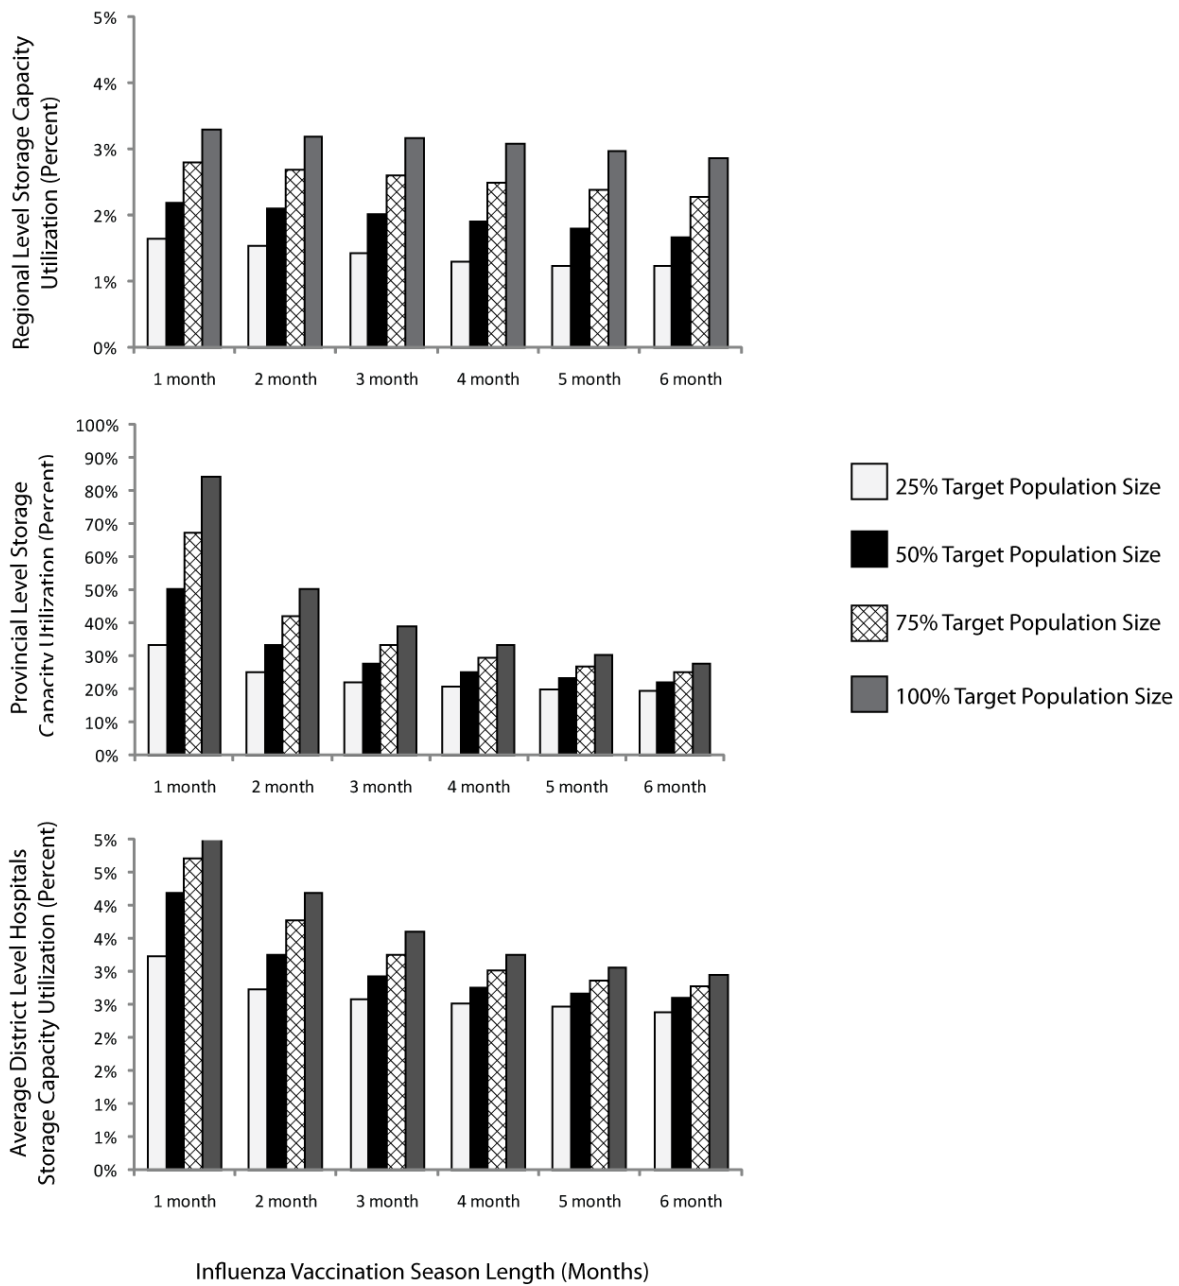 Regional Level Storage Capacity
Utilization (Percent)
5%
4%
3%
2%
1%
0%
1 month
2 month
3 month
4 month
5 month
6 month
Provincial Level Storage
Capacity Utilization (Percent)
100%
90%
80%
70%
60%
50%
40%
30%
20%
10%
0%
1 month
2 month
3 month
4 month
5 month
6 month
25% Target Population Size
50% Target Population Size
75% Target Population Size
100% Target Population Size
Average District Level Hospitals
Storage Capacity Utilization (Percent)
5%
5%
4%
4%
3%
3%
2%
2%
1%
1%
0%
1 month
2 month
3 month
4 month
5 month
6 month
Influenza Vaccination Season Length (Months)